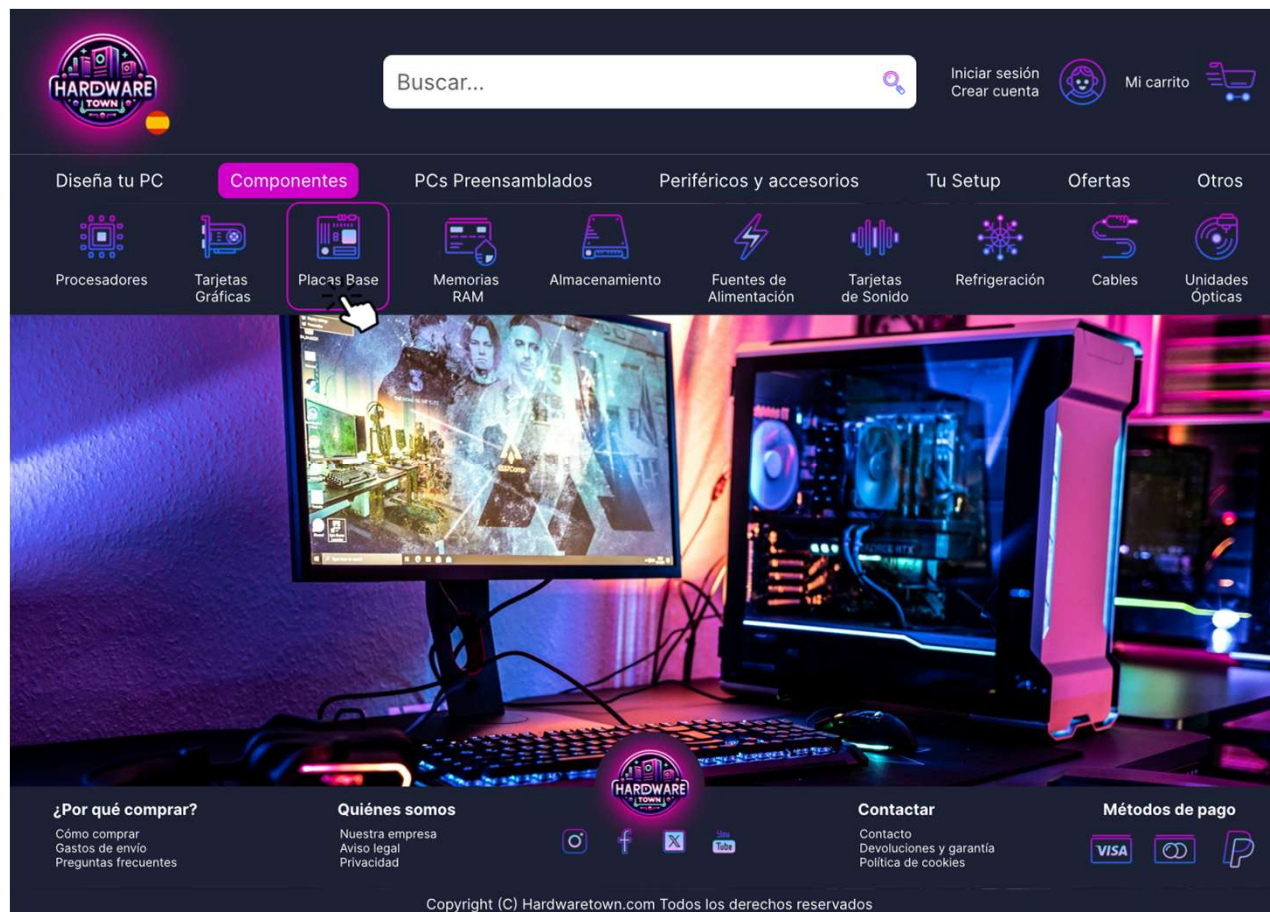 HARDWARE
TOWN
Buscar...
Iniciar sesión
Crear cuenta
Mi carrito
Diseña tu PC
Componentes
PCs Preensamblados
Periféricos y accesorios
Tu Setup
Ofertas
Otros
Procesadores
Tarjetas
Gráficas
Placas Base
Memorias
RAM
Almacenamiento
Fuentes de
Alimentación
Tarjetas
de Sonido
Refrigeración
Cables
Unidades
Ópticas
3
3
HARDWARE
TOWN
¿Por qué comprar?
Cómo comprar
Gastos de envío
Preguntas frecuentes
Quiénes somos
Nuestra empresa
Aviso legal
Privacidad
You
Tube
Contactar
Contacto
Devoluciones y garantía
Política de cookies
Métodos de pago
VISA
Copyright (C) Hardwaretown.com Todos los derechos reservados